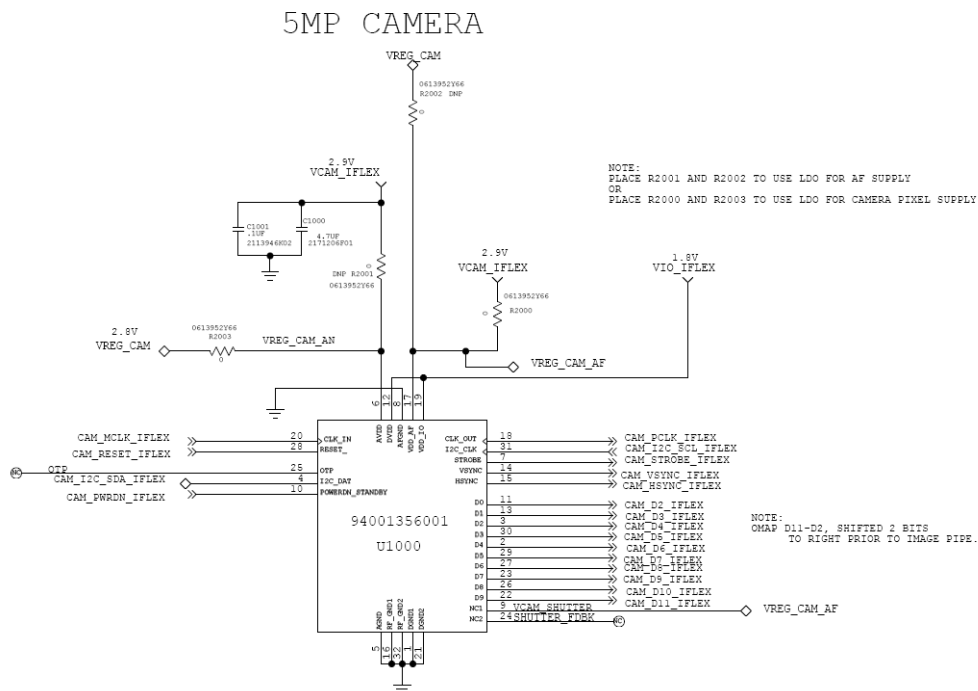 5MP CAMERA
VREG_CAM
0613952Y66
R2002 DNP
0
2.9V
VCAM_IFLEX
NOTE:
PLACE R2001 AND R2002 TO USE LDO FOR AF SUPPLY
OR
PLACE R2000 AND R2003 TO USE LDO FOR CAMERA PIXEL SUPPLY
C1001
.1UF
2113946K02
C1000
4.7UF
2171206F01
0
DNP R2001
0613952Y66
2.9V
VCAM_IFLEX
1.8V
VIO_IFLEX
0613952Y66
0
R2000
2.8V
VREG_CAM
0613952Y66
R2003
0
VREG_CAM_AN
VREG_CAM_AF
6 12 8 17 19
AVDD DVDD AFGND VDD_AF VDD_IO
CAM_MCLK_IFLEX 20 CLK_IN
CAM_RESET_IFLEX 28 RESET_
NC OTP 25 OTP
CAM_I2C_SDA_IFLEX 4 I2C_DAT
CAM_PWRDN_IFLEX 10 POWERDN_STANDBY
94001356001
U1000
CLK_OUT 18 CAM_PCLK_IFLEX
I2C_CLK 31 CAM_I2C_SCL_IFLEX
STROBE 7 CAM_STROBE_IFLEX
VSYNC 14 CAM_VSYNC_IFLEX
HSYNC 15 CAM_HSYNC_IFLEX
D0 11 CAM_D2_IFLEX
D1 13 CAM_D3_IFLEX
D2 3 CAM_D4_IFLEX
D3 30 CAM_D5_IFLEX
D4 2 CAM_D6_IFLEX
D5 29 CAM_D7_IFLEX
D6 27 CAM_D8_IFLEX
D7 23 CAM_D9_IFLEX
D8 26 CAM_D10_IFLEX
D9 22 CAM_D11_IFLEX
NC1 9 VCAM_SHUTTER VREG_CAM_AF
NC2 24 SHUTTER_FDBK NC
NOTE:
OMAP D11-D2, SHIFTED 2 BITS
TO RIGHT PRIOR TO IMAGE PIPE.
AGND RF_GND1 RF_GND2 DGND1 DGND2
5 16 32 1 21